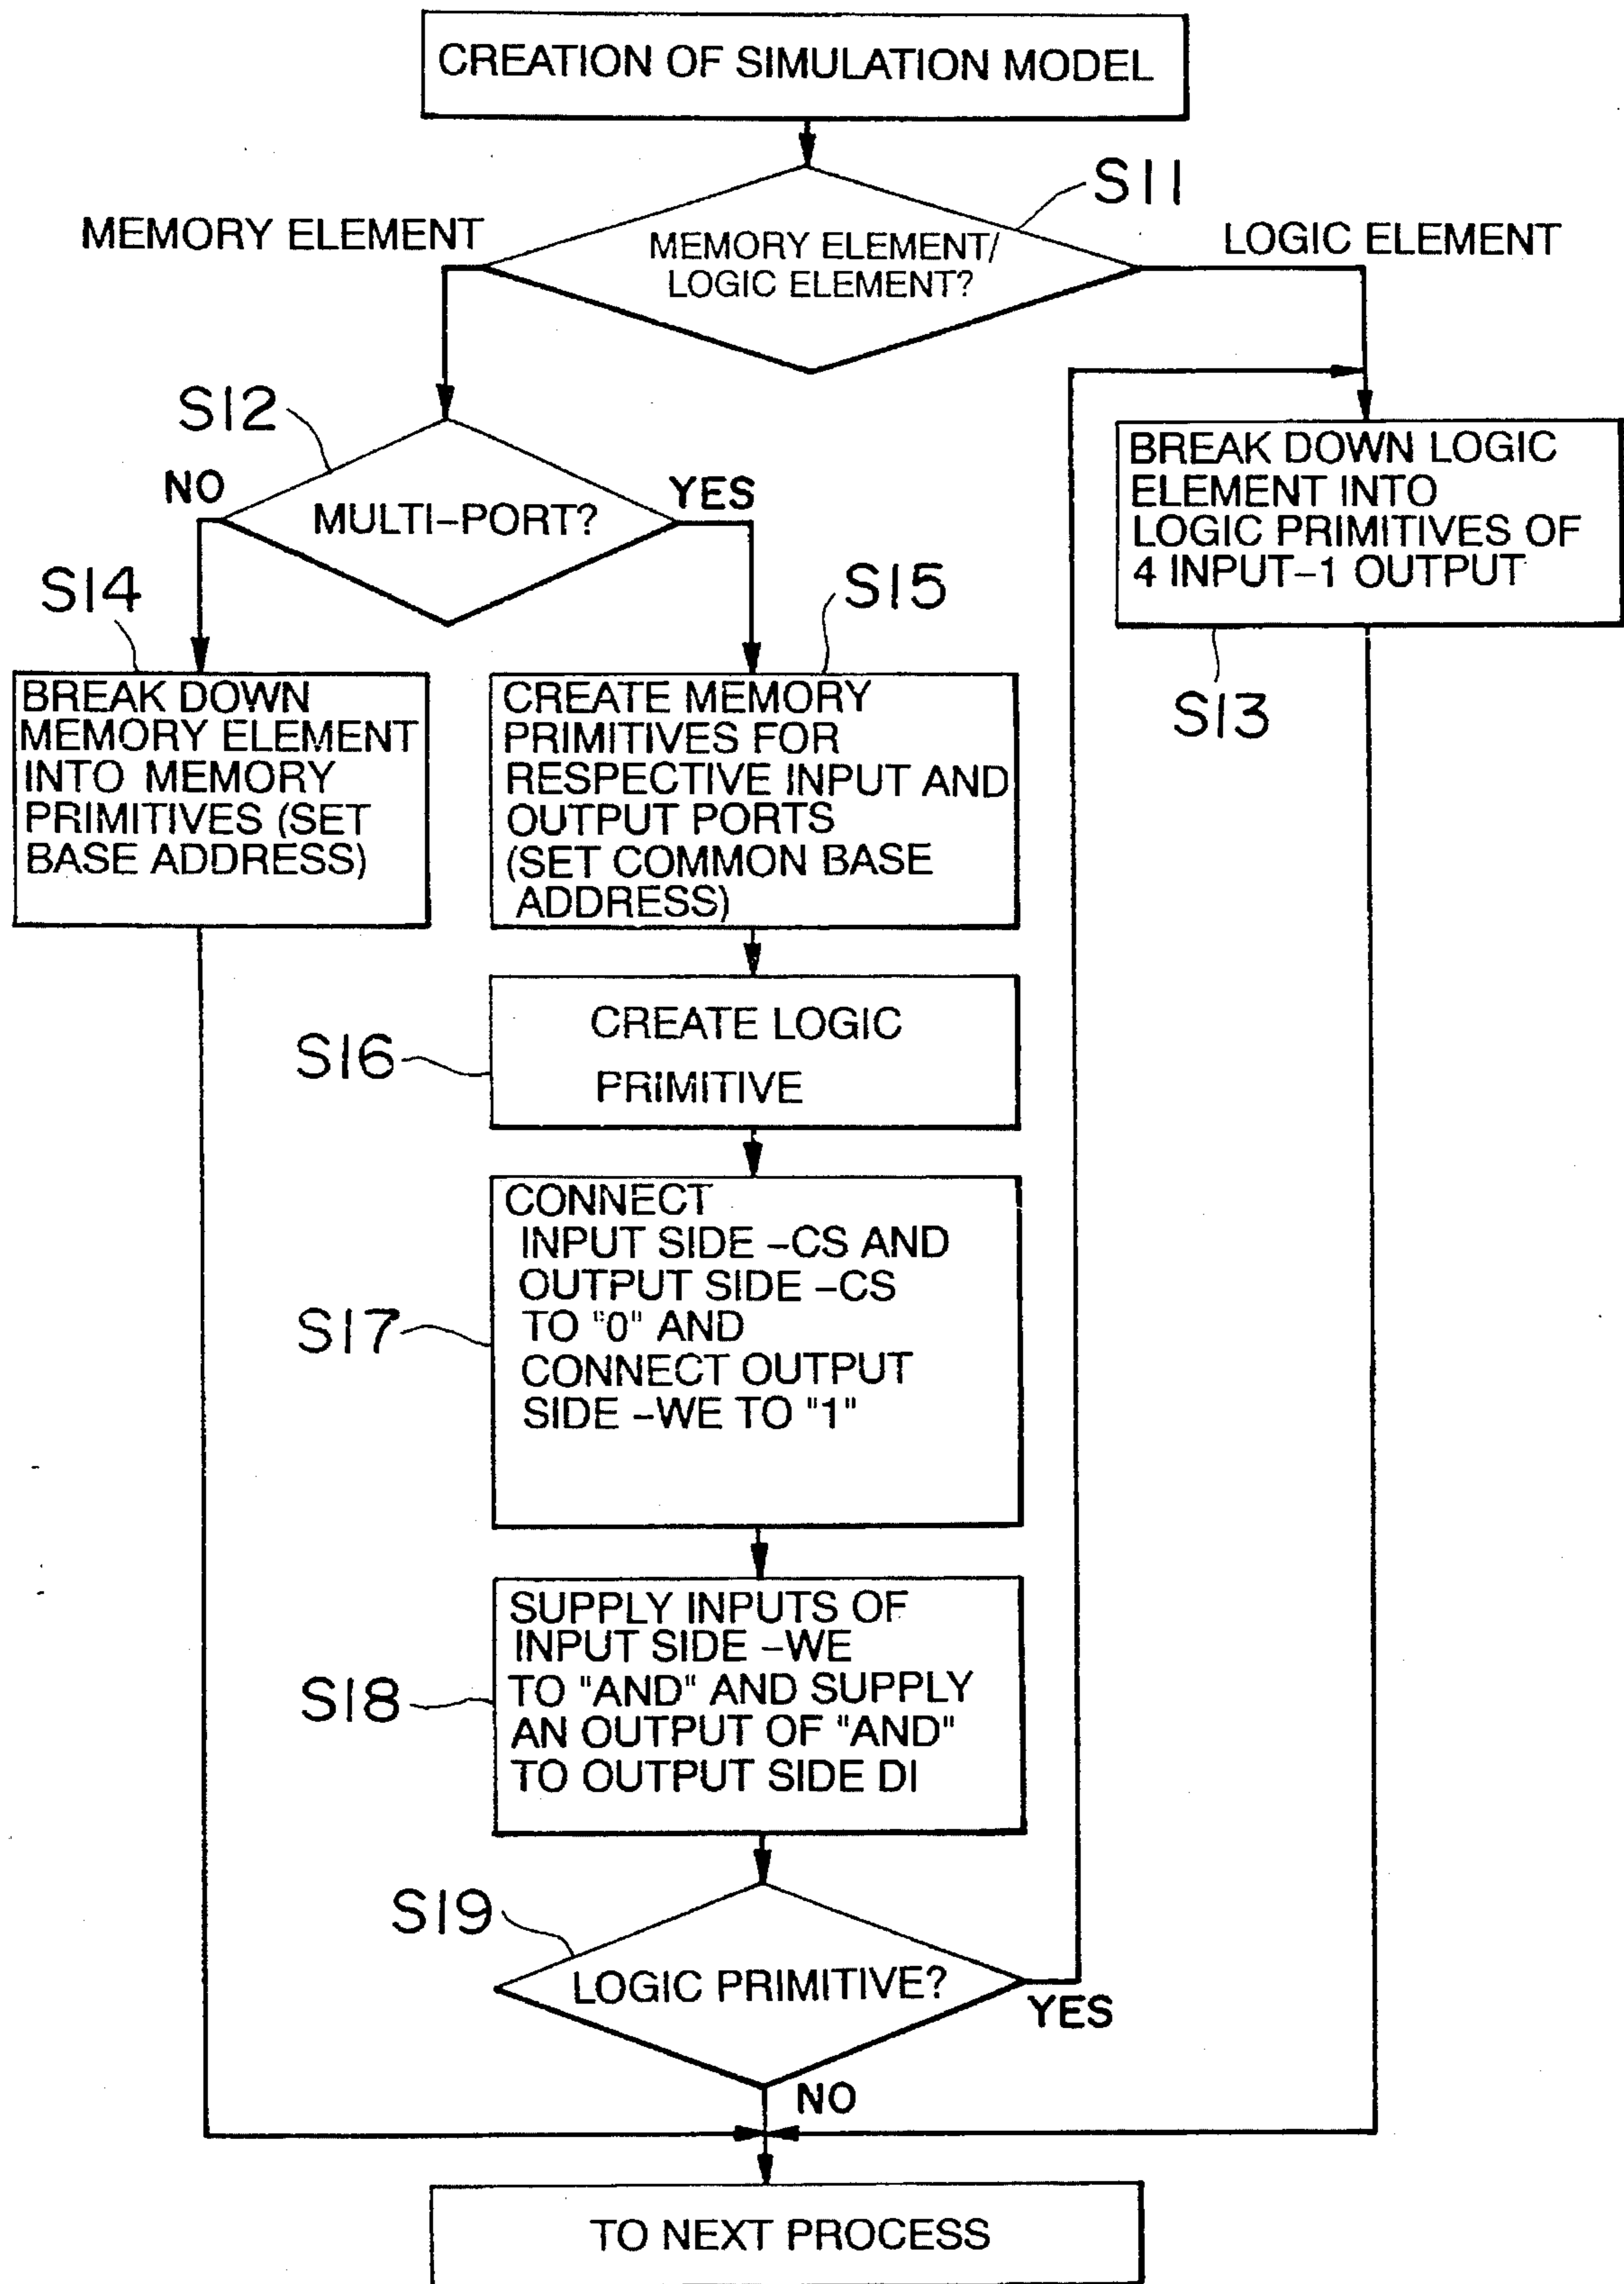 CREATION OF SIMULATION MODEL
S11
MEMORY ELEMENT
MEMORY ELEMENT/
LOGIC ELEMENT?
LOGIC ELEMENT
S12
NO
MULTI-PORT?
YES
BREAK DOWN LOGIC
ELEMENT INTO
LOGIC PRIMITIVES OF
4 INPUT-1 OUTPUT
S13
S14
BREAK DOWN
MEMORY ELEMENT
INTO MEMORY
PRIMITIVES (SET
BASE ADDRESS)
S15
CREATE MEMORY
PRIMITIVES FOR
RESPECTIVE INPUT AND
OUTPUT PORTS
(SET COMMON BASE
ADDRESS)
S16
CREATE LOGIC
PRIMITIVE
S17
CONNECT
INPUT SIDE -CS AND
OUTPUT SIDE -CS
TO "0" AND
CONNECT OUTPUT
SIDE -WE TO "1"
S18
SUPPLY INPUTS OF
INPUT SIDE -WE
TO "AND" AND SUPPLY
AN OUTPUT OF "AND"
TO OUTPUT SIDE DI
S19
LOGIC PRIMITIVE?
YES
NO
TO NEXT PROCESS